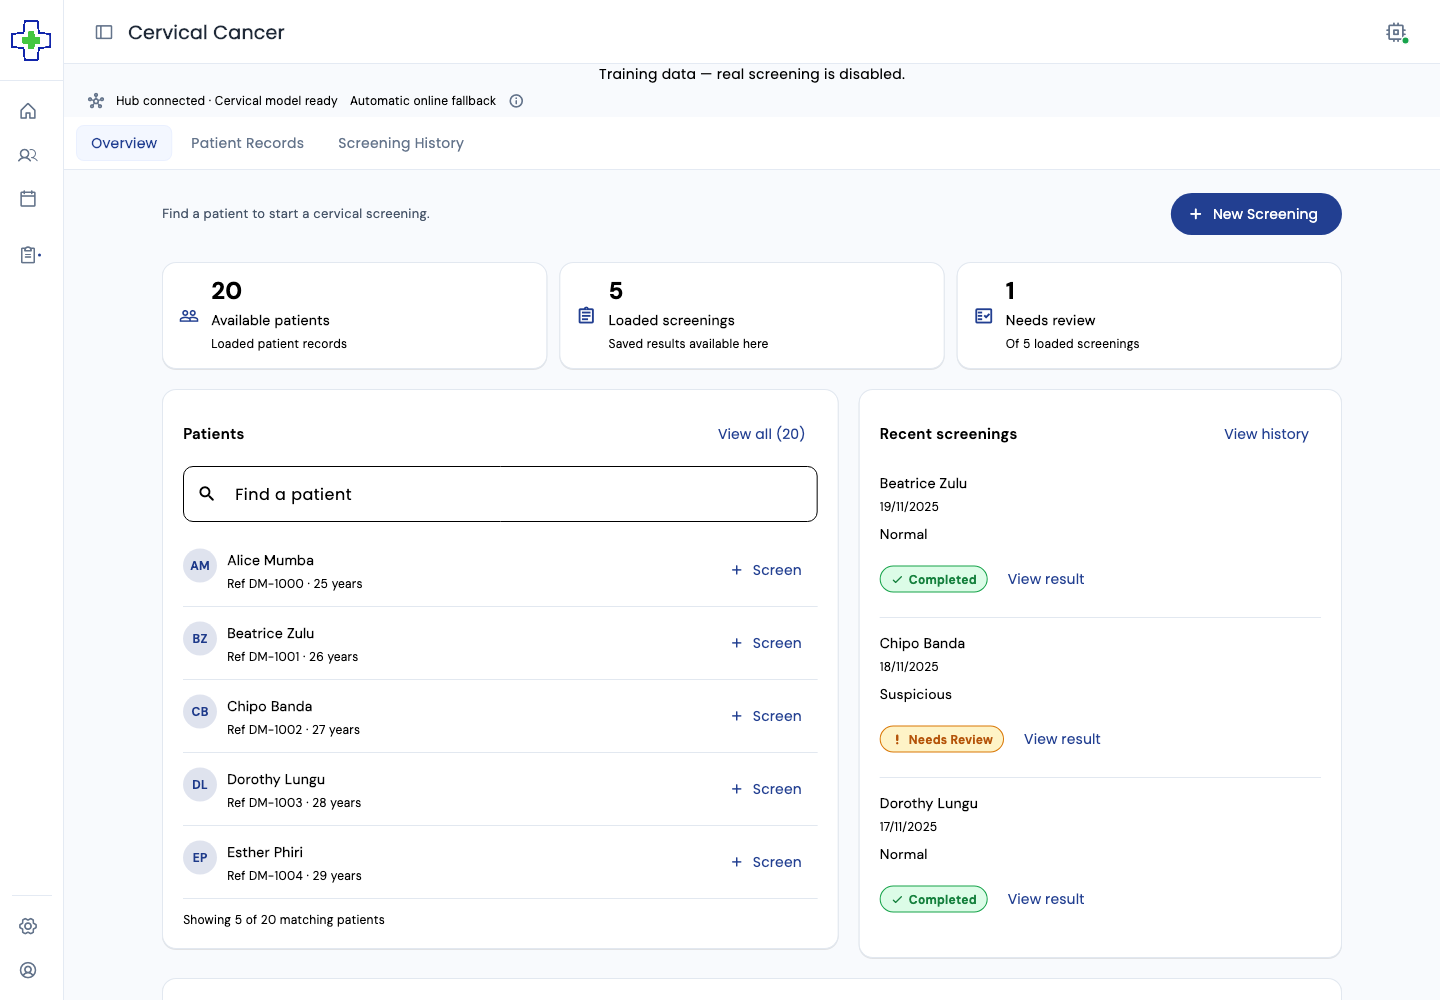 Cervical Cancer
Training data — real screening is disabled.
Hub connected · Cervical model ready Automatic online fallback
Overview Patient Records Screening History
Find a patient to start a cervical screening.
+ New Screening
20
Available patients
Loaded patient records
5
Loaded screenings
Saved results available here
1
Needs review
Of 5 loaded screenings
Patients
View all (20)
Find a patient
AM
Alice Mumba
Ref DM-1000 · 25 years
+ Screen
BZ
Beatrice Zulu
Ref DM-1001 · 26 years
+ Screen
CB
Chipo Banda
Ref DM-1002 · 27 years
+ Screen
DL
Dorothy Lungu
Ref DM-1003 · 28 years
+ Screen
EP
Esther Phiri
Ref DM-1004 · 29 years
+ Screen
Showing 5 of 20 matching patients
Recent screenings
View history
Beatrice Zulu
19/11/2025
Normal
Completed View result
Chipo Banda
18/11/2025
Suspicious
! Needs Review View result
Dorothy Lungu
17/11/2025
Normal
Completed View result